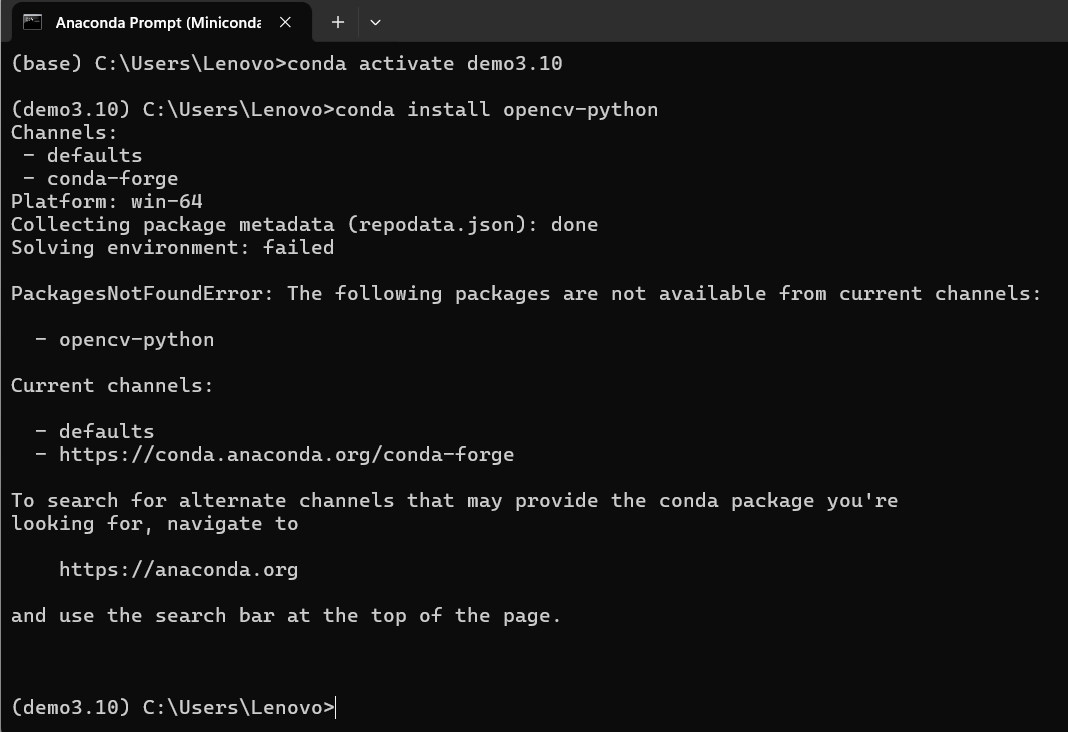 Anaconda Prompt (Miniconda
(base) C:\Users\Lenovo>conda activate demo3.10
(demo3.10) C:\Users\Lenovo>conda install opencv-python
Channels:
 - defaults
 - conda-forge
Platform: win-64
Collecting package metadata (repodata.json): done
Solving environment: failed
PackagesNotFoundError: The following packages are not available from current channels:
  - opencv-python
Current channels:
  - defaults
  - https://conda.anaconda.org/conda-forge
To search for alternate channels that may provide the conda package you're
looking for, navigate to
    https://anaconda.org
and use the search bar at the top of the page.
(demo3.10) C:\Users\Lenovo>